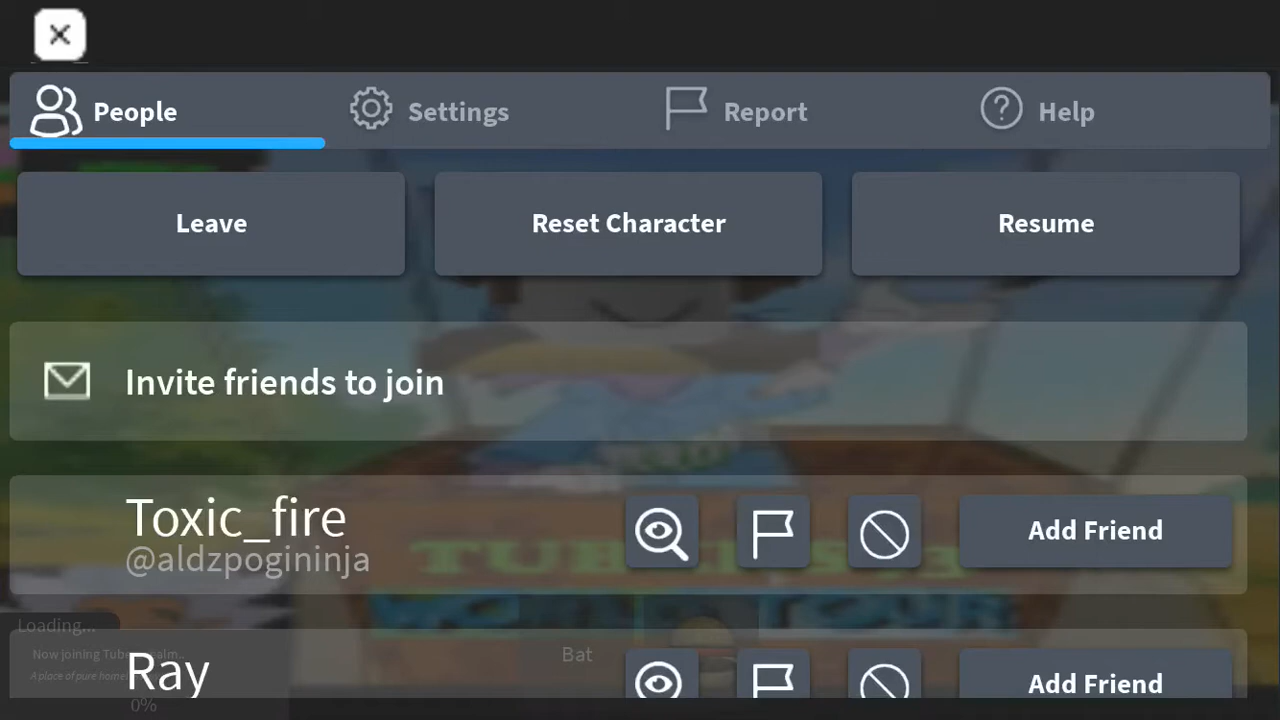 People
Settings
Report
Help
Leave
Reset Character
Resume
Invite friends to join
Toxic_fire
@aldzpogininja
Add Friend
Loading...
Ray
Bat
Add Friend
0%